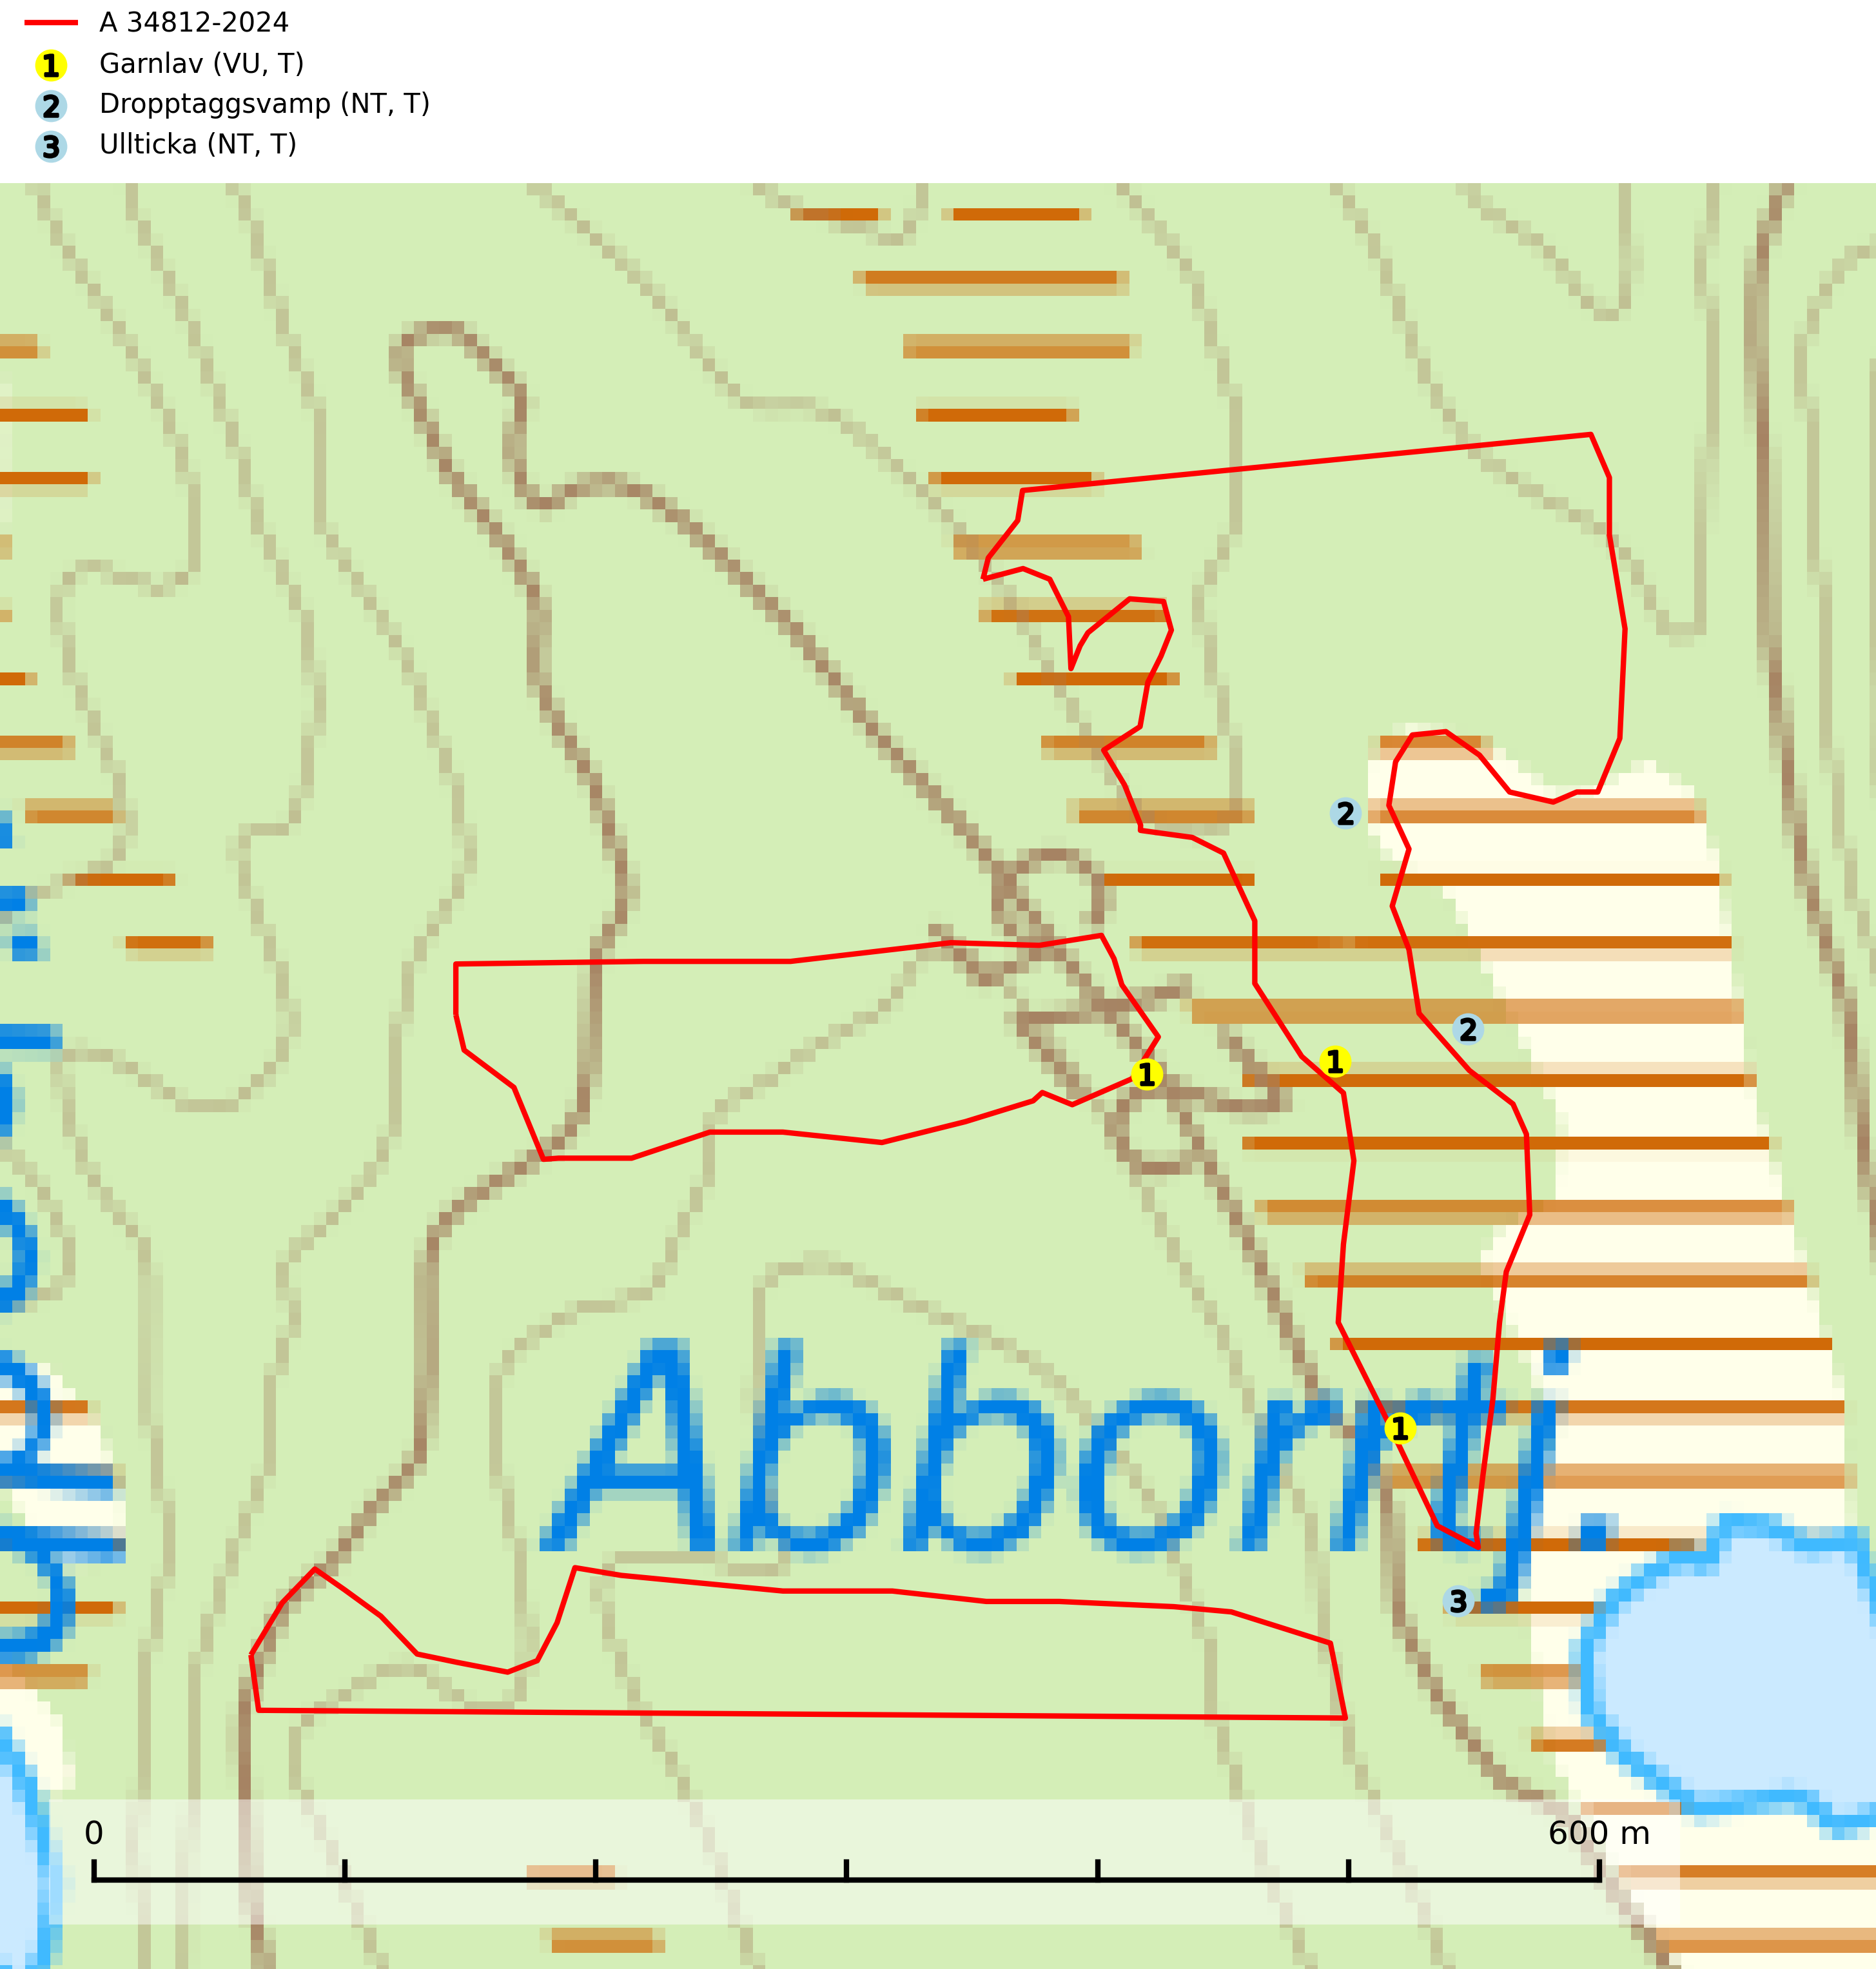 A 34812-2024
1 Garnlav (VU, T)
2 Dropptaggsvamp (NT, T)
3 Ullticka (NT, T)
2
2
1
1
Abborrtj
1
3
0 600 m